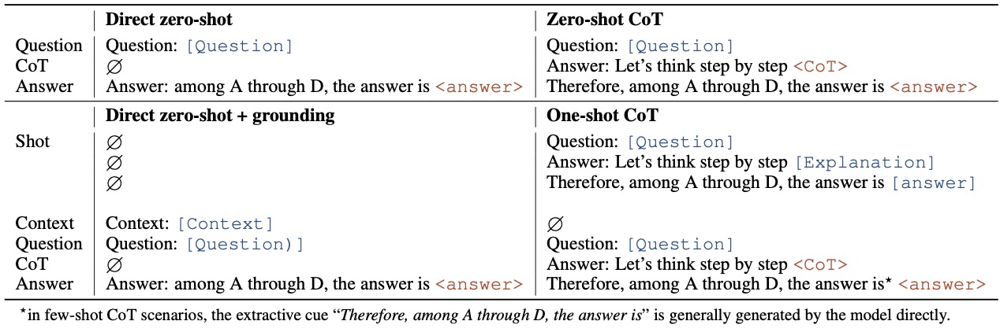 Direct zero-shot Zero-shot CoT
Question Question: [Question] Question: [Question]
CoT ∅ Answer: Let's think step by step <CoT>
Answer Answer: among A through D, the answer is <answer> Therefore, among A through D, the answer is <answer>
Direct zero-shot + grounding One-shot CoT
Shot ∅ Question: [Question]
∅ Answer: Let's think step by step [Explanation]
∅ Therefore, among A through D, the answer is [answer]
Context Context: [Context] ∅
Question Question: [Question)] Question: [Question]
CoT ∅ Answer: Let's think step by step <CoT>
Answer Answer: among A through D, the answer is <answer> Therefore, among A through D, the answer is* <answer>
*in few-shot CoT scenarios, the extractive cue “Therefore, among A through D, the answer is” is generally generated by the model directly.